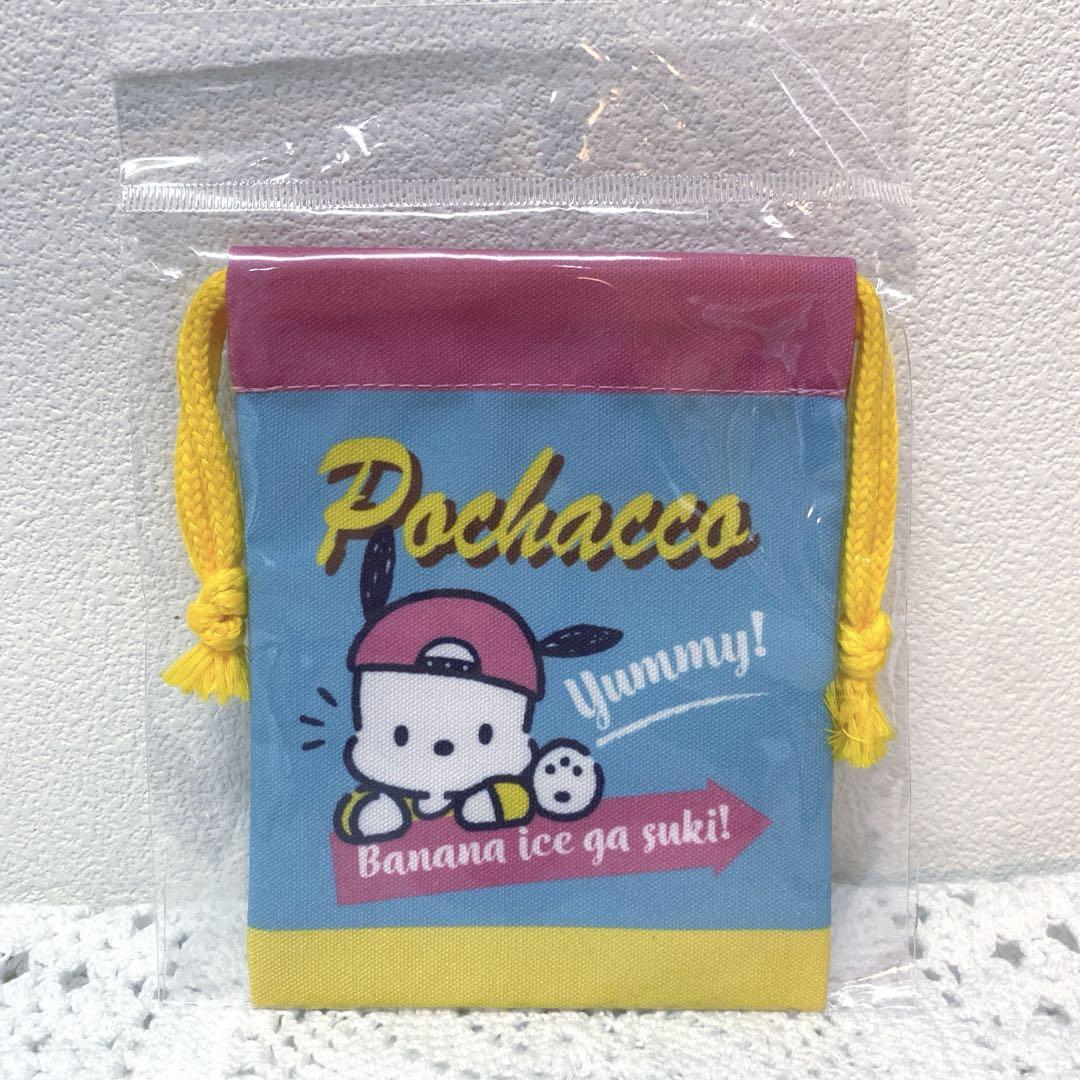 Pochacco
Yummy!
Banana ice ga suki!